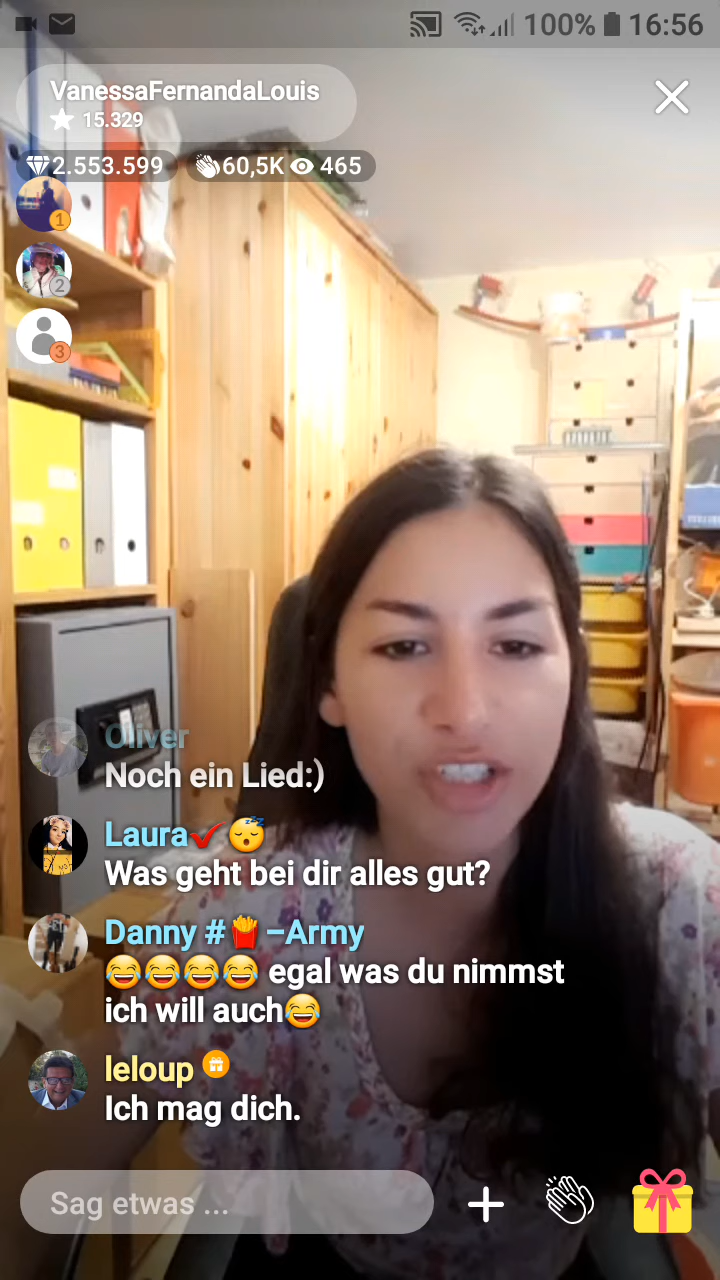 100% 16:56
VanessaFernandaLouis
15.329
2.553.599 60,5K 465
1
2
3
Oliver
Noch ein Lied:)
Laura✔️😴
Was geht bei dir alles gut?
Danny #🍟 –Army
😂😂😂😂 egal was du nimmst
ich will auch😂
leloup
Ich mag dich.
Sag etwas ...